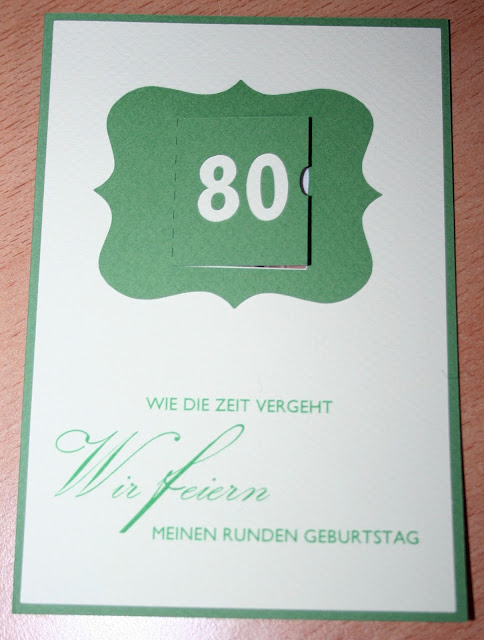 80
WIE DIE ZEIT VERGEHT
Wir feiern
MEINEN RUNDEN GEBURTSTAG